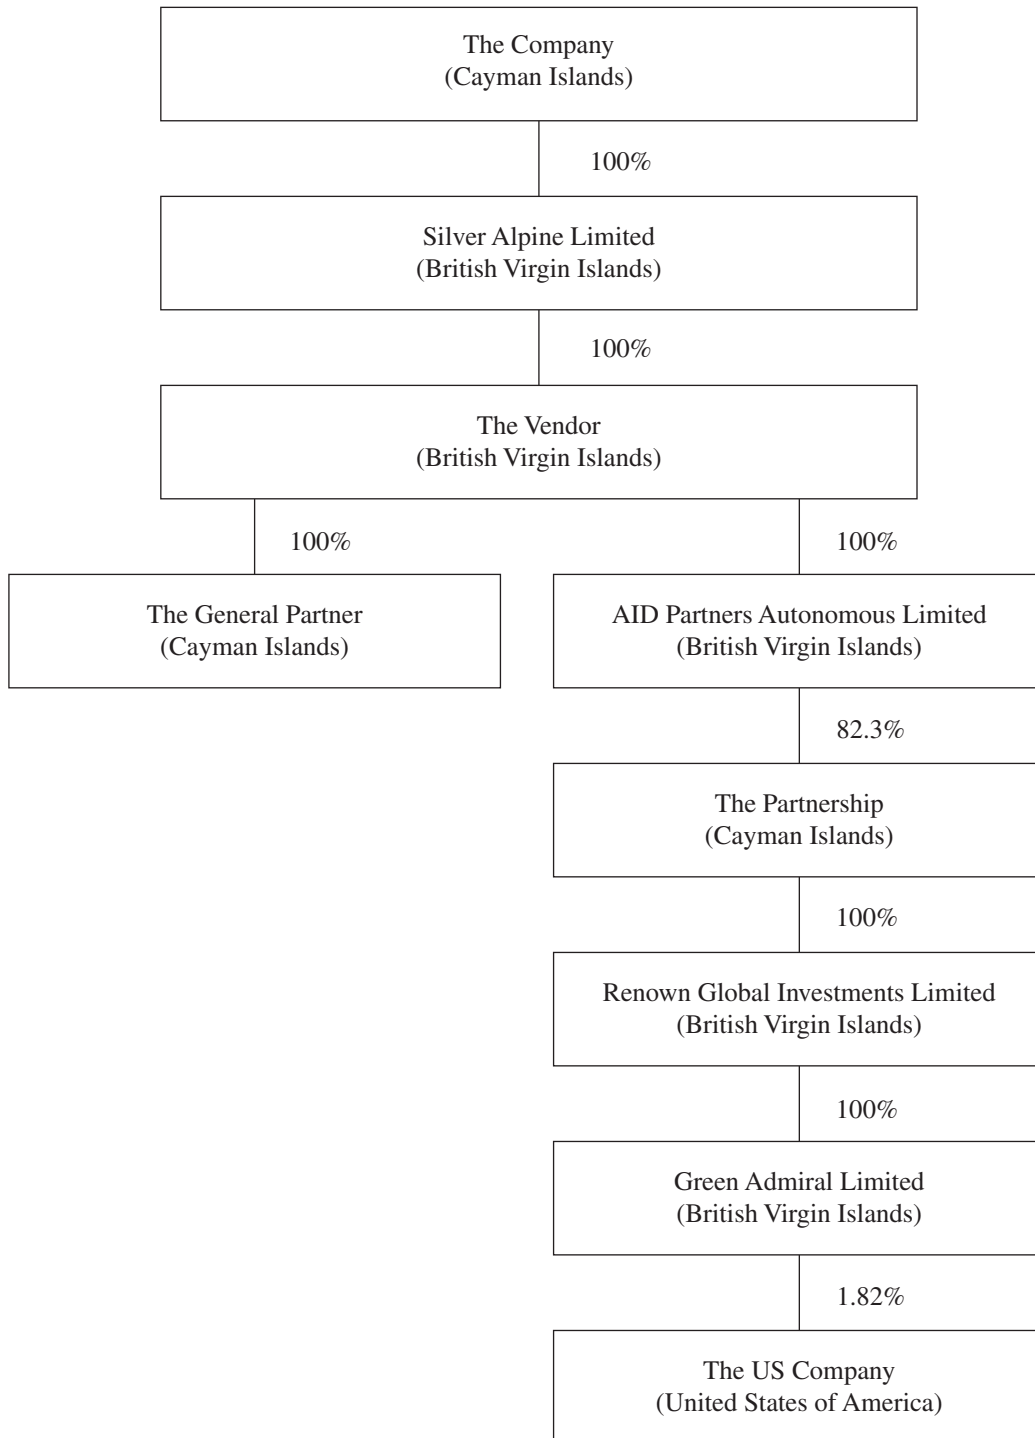 The Company
(Cayman Islands)
100%
Silver Alpine Limited
(British Virgin Islands)
100%
The Vendor
(British Virgin Islands)
100%
100%
The General Partner
(Cayman Islands)
AID Partners Autonomous Limited
(British Virgin Islands)
82.3%
The Partnership
(Cayman Islands)
100%
Renown Global Investments Limited
(British Virgin Islands)
100%
Green Admiral Limited
(British Virgin Islands)
1.82%
The US Company
(United States of America)